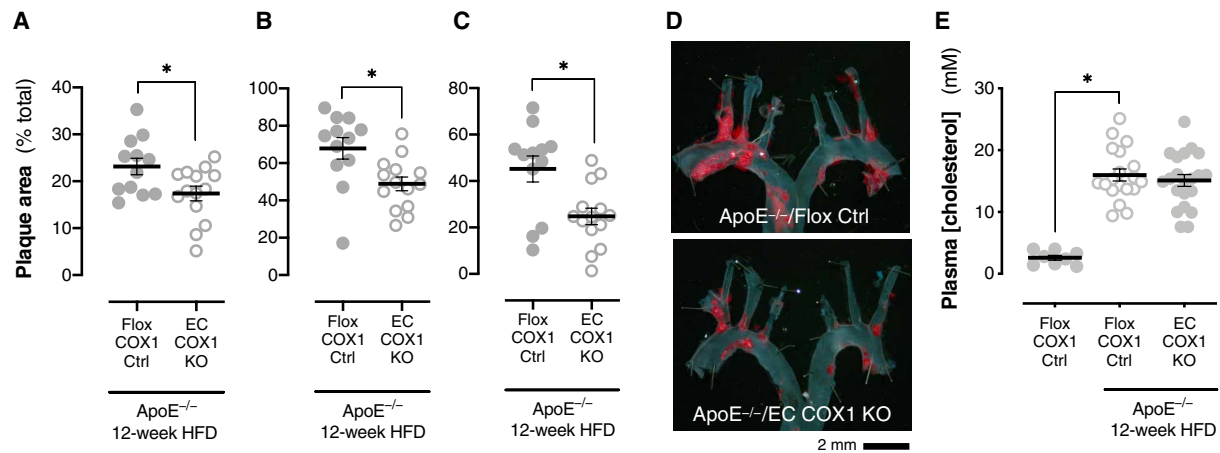 A
Plaque area (% total)
40
30
20
10
0
*
Flox
COX1
Ctrl
EC
COX1
KO
ApoE−/−
12-week HFD
B
100
80
60
40
20
0
*
Flox
COX1
Ctrl
EC
COX1
KO
ApoE−/−
12-week HFD
C
80
60
40
20
0
*
Flox
COX1
Ctrl
EC
COX1
KO
ApoE−/−
12-week HFD
D
ApoE−/−/Flox Ctrl
ApoE−/−/EC COX1 KO
2 mm
E
Plasma [cholesterol] (mM)
30
20
10
0
*
Flox
COX1
Ctrl
Flox
COX1
Ctrl
EC
COX1
KO
ApoE−/−
12-week HFD